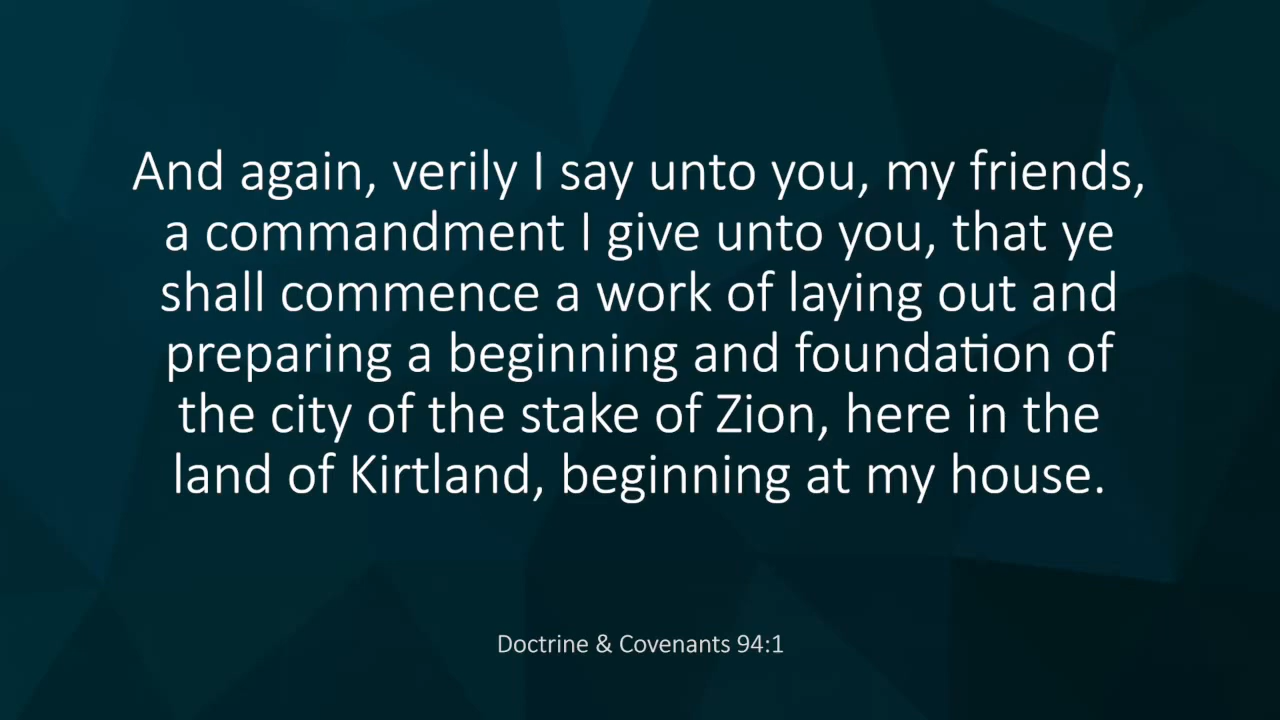 And again, verily I say unto you, my friends,
a commandment I give unto you, that ye
shall commence a work of laying out and
preparing a beginning and foundation of
the city of the stake of Zion, here in the
land of Kirtland, beginning at my house.
Doctrine & Covenants 94:1